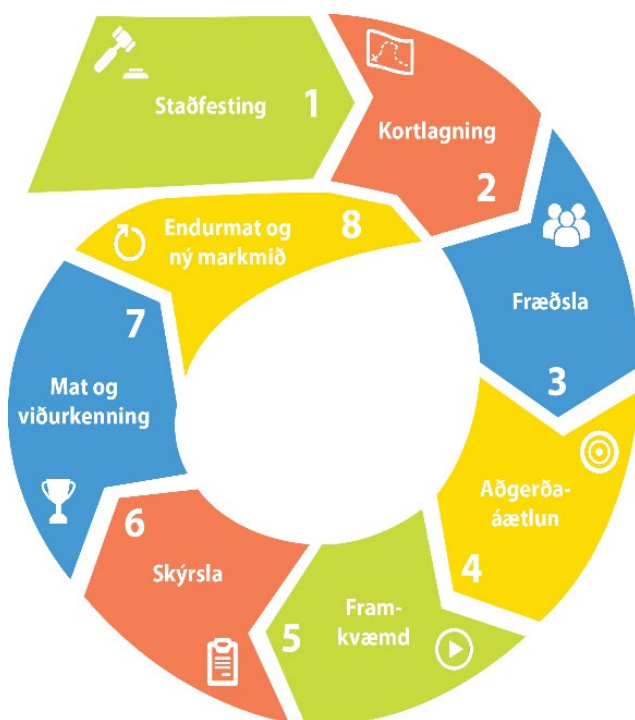 Staðfesting 1
Kortlagning
2
Fræðsla
3
Aðgerða-
áætlun
4
Fram-
kvæmd
5
6
Skýrsla
7
Mat og
viðurkenning
Endurmat og
ný markmið
8